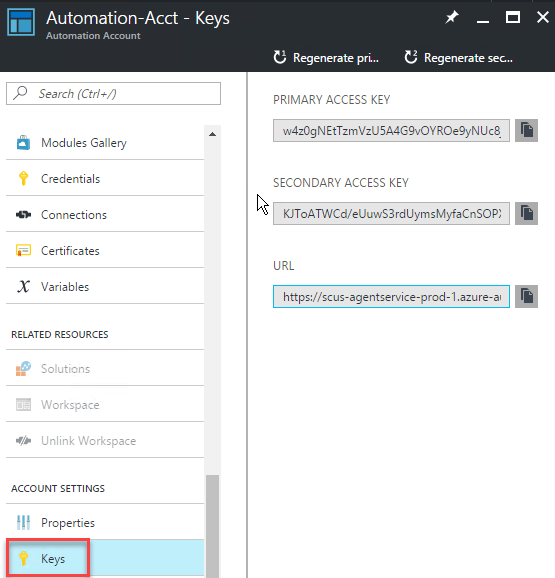 Automation-Acct - Keys
Automation Account
Regenerate pri...
Regenerate sec...
Search (Ctrl+/)
Modules Gallery
Credentials
Connections
Certificates
Variables
RELATED RESOURCES
Solutions
Workspace
Unlink Workspace
ACCOUNT SETTINGS
Properties
Keys
PRIMARY ACCESS KEY
w4z0gNEtTzmVzU5A4G9vOYROe9yNUc8
SECONDARY ACCESS KEY
KJToATWCd/eUuwS3rdUymsMyfaCnSOPX
URL
https://scus-agentservice-prod-1.azure-au